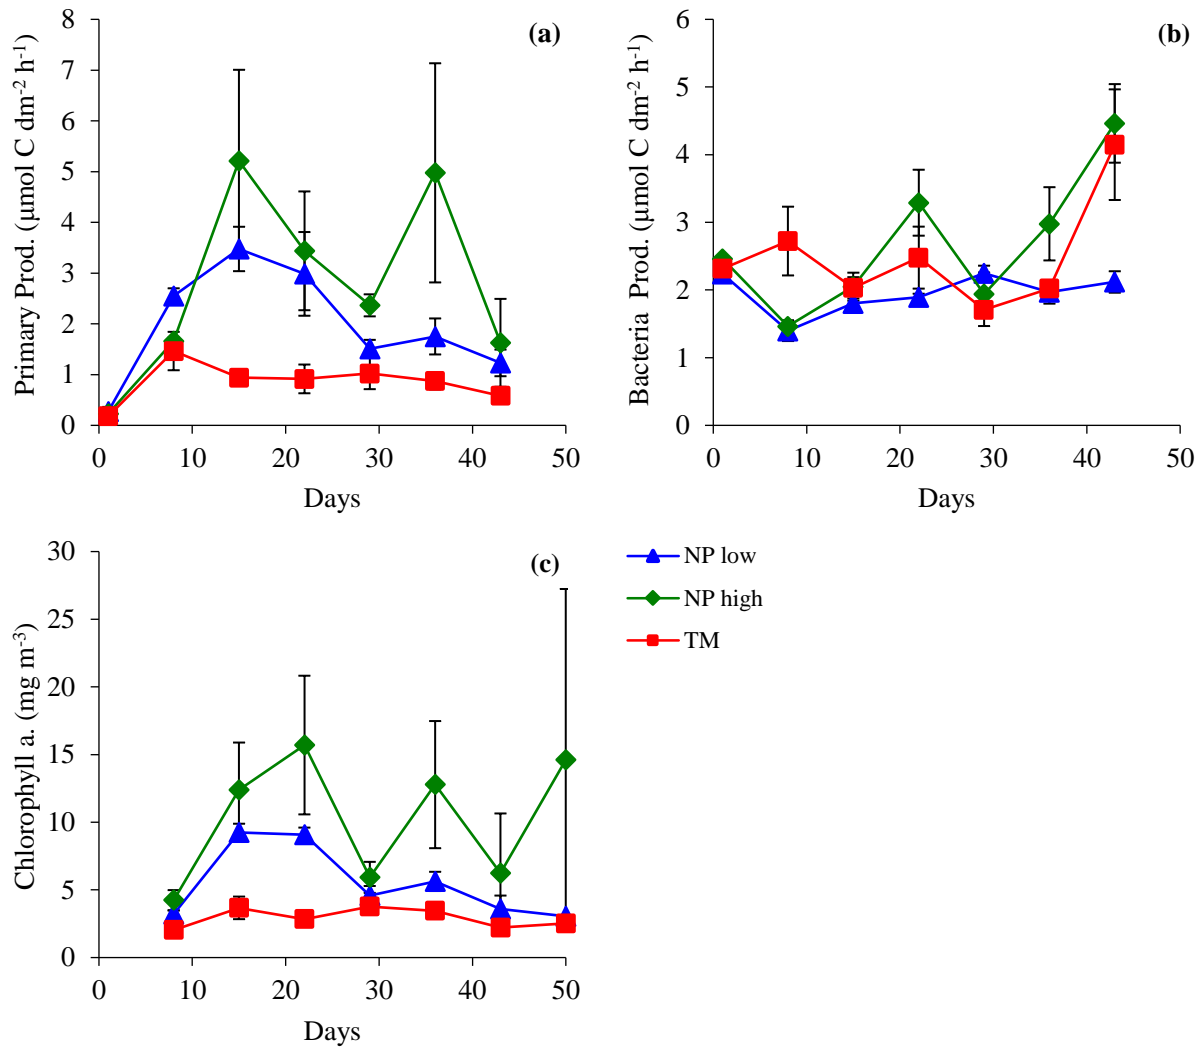 (a)
Primary Prod. (µmol C dm⁻² h⁻¹)
8
7
6
5
4
3
2
1
0
0 10 20 30 40 50
Days
(b)
Bacteria Prod. (µmol C dm⁻² h⁻¹)
6
5
4
3
2
1
0
0 10 20 30 40 50
Days
(c)
Chlorophyll a. (mg m⁻³)
30
25
20
15
10
5
0
0 10 20 30 40 50
Days
NP low
NP high
TM